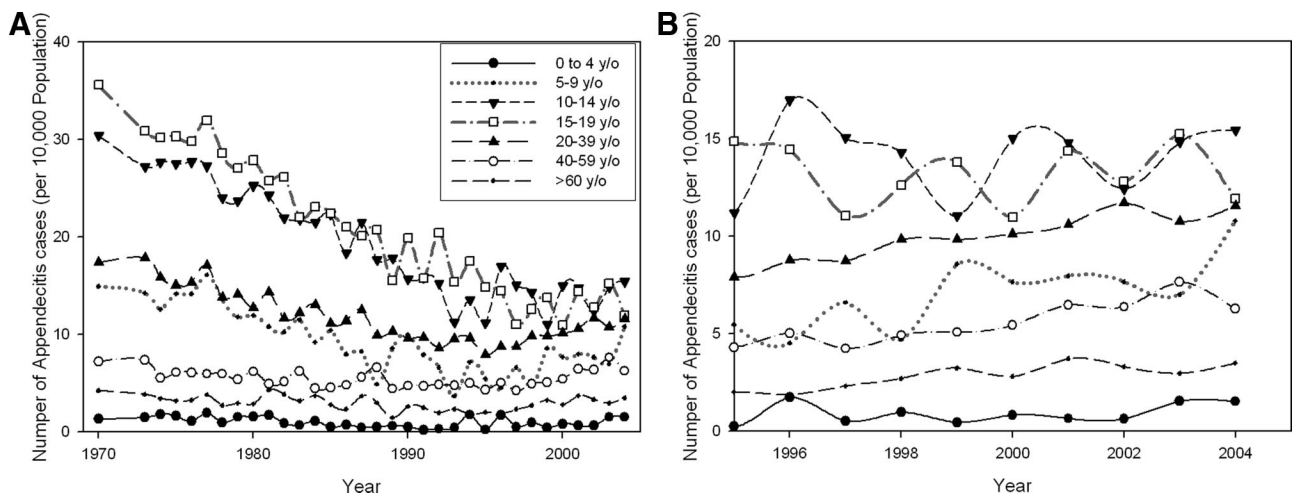 A
Numper of Appendecitis cases (per 10,000 Population)
40
30
20
10
0
1970
1980
1990
2000
Year
0 to 4 y/o
5-9 y/o
10-14 y/o
15-19 y/o
20-39 y/o
40-59 y/o
>60 y/o
B
Numper of Appendecitis cases (per 10,000 Population)
20
15
10
5
0
1996
1998
2000
2002
2004
Year